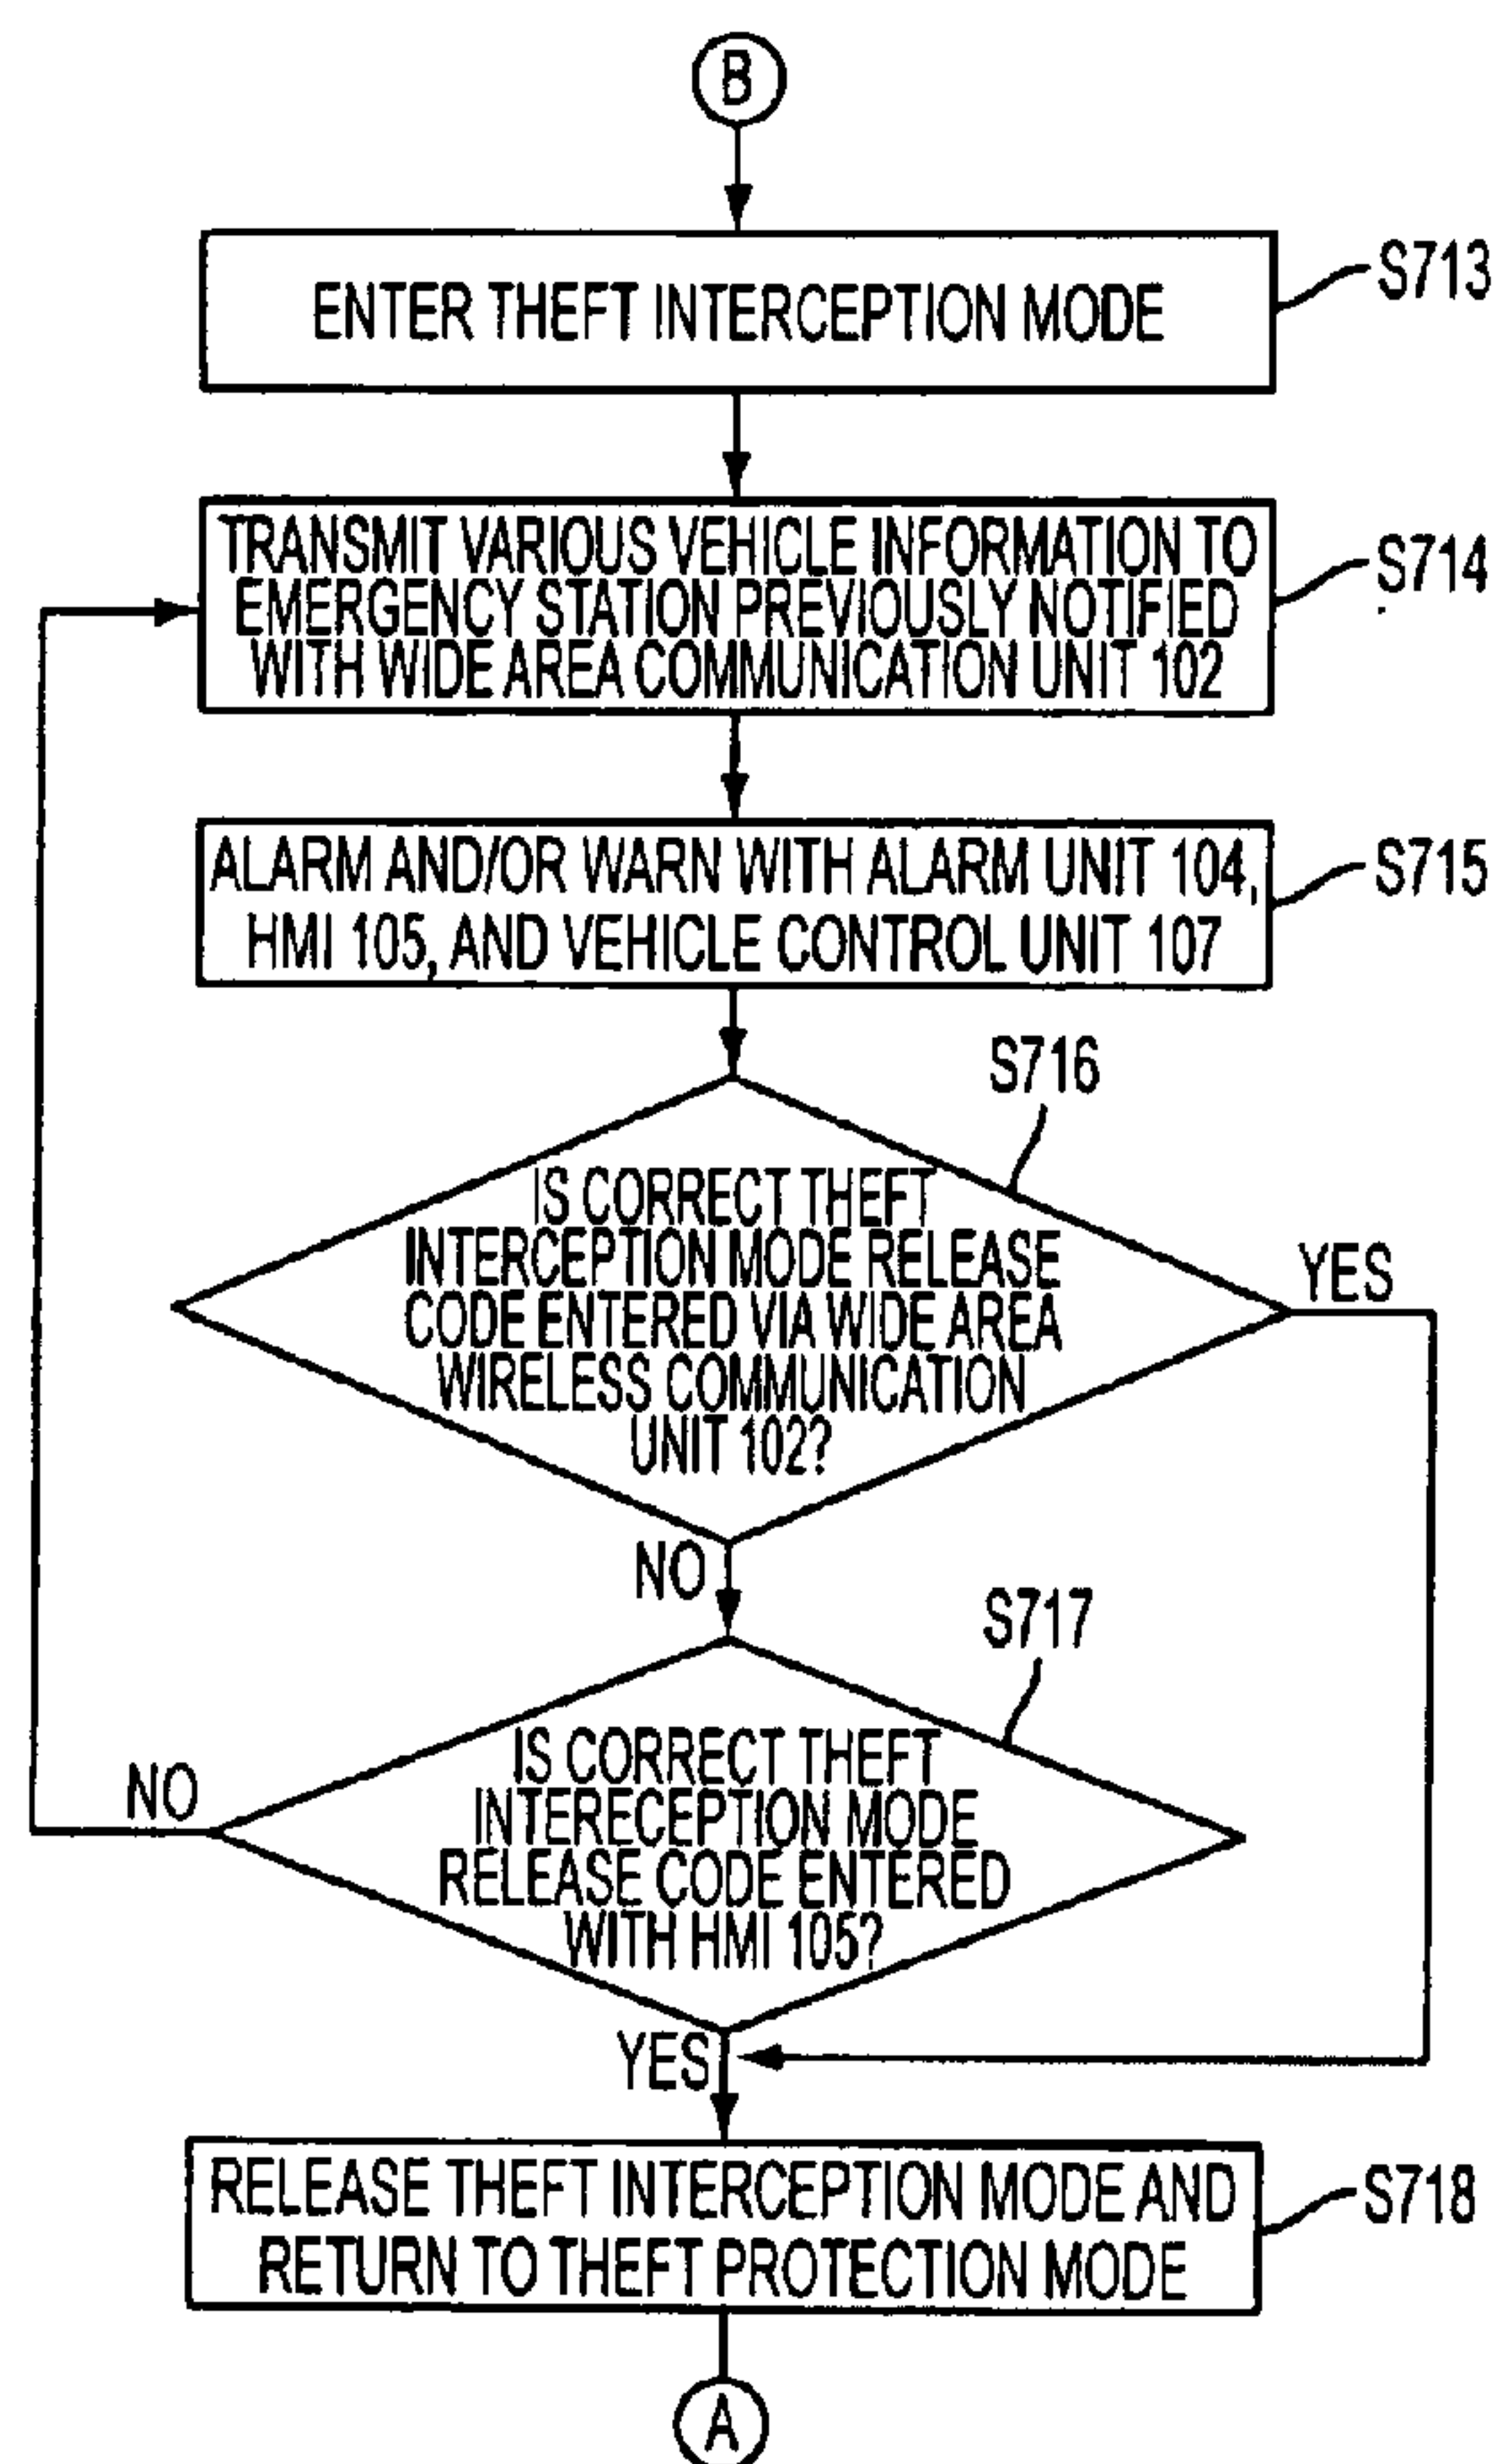 B
ENTER THEFT INTERCEPTION MODE
S713
TRANSMIT VARIOUS VEHICLE INFORMATION TO
EMERGENCY STATION PREVIOUSLY NOTIFIED
WITH WIDE AREA COMMUNICATION UNIT 102
S714
ALARM AND/OR WARN WITH ALARM UNIT 104,
HMI 105, AND VEHICLE CONTROL UNIT 107
S715
S716
IS CORRECT THEFT
INTERCEPTION MODE RELEASE
CODE ENTERED VIA WIDE AREA
WIRELESS COMMUNICATION
UNIT 102?
YES
NO
S717
IS CORRECT THEFT
INTERECEPTION MODE
RELEASE CODE ENTERED
WITH HMI 105?
NO
YES
RELEASE THEFT INTERCEPTION MODE AND
RETURN TO THEFT PROTECTION MODE
S718
A